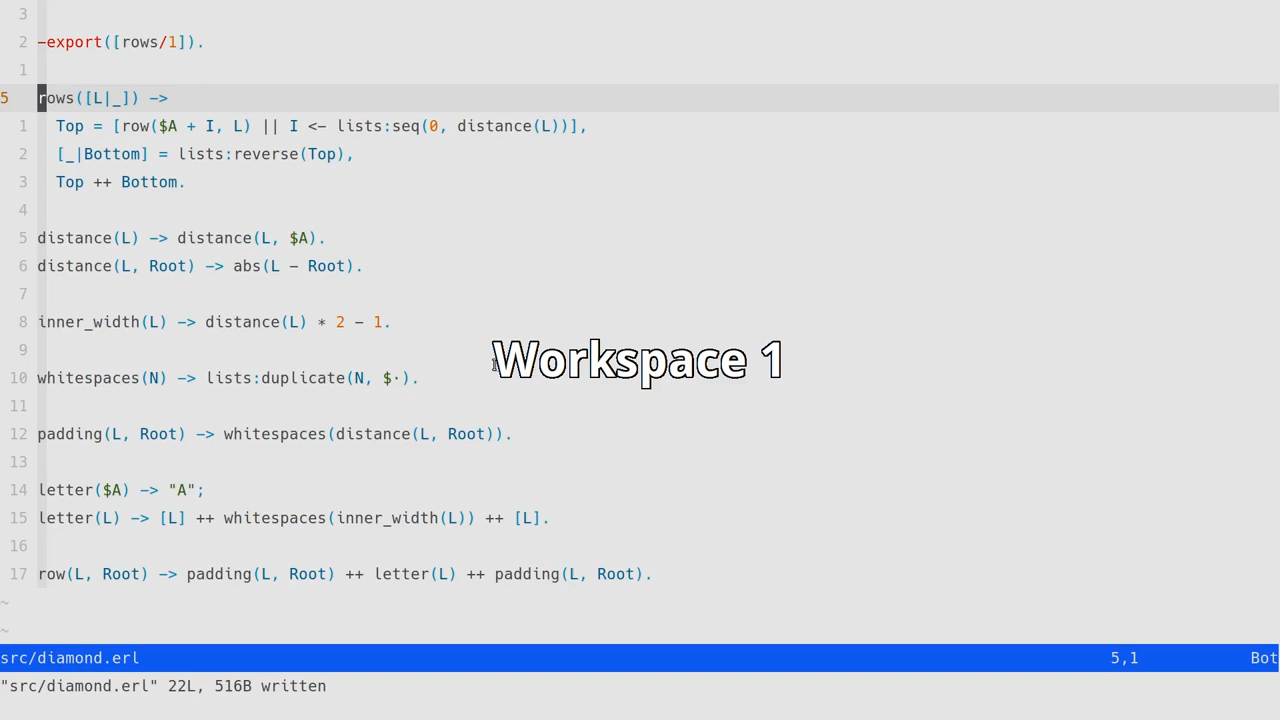 3
2 -export([rows/1]).
1
5 rows([L|_]) ->
1 Top = [row($A + I, L) || I <- lists:seq(0, distance(L))],
2 [_|Bottom] = lists:reverse(Top),
3 Top ++ Bottom.
4
5 distance(L) -> distance(L, $A).
6 distance(L, Root) -> abs(L - Root).
7
8 inner_width(L) -> distance(L) * 2 - 1.
9
Workspace 1
10 whitespaces(N) -> lists:duplicate(N, $·).
11
12 padding(L, Root) -> whitespaces(distance(L, Root)).
13
14 letter($A) -> "A";
15 letter(L) -> [L] ++ whitespaces(inner_width(L)) ++ [L].
16
17 row(L, Root) -> padding(L, Root) ++ letter(L) ++ padding(L, Root).
~
~
src/diamond.erl 5,1 Bot
"src/diamond.erl" 22L, 516B written